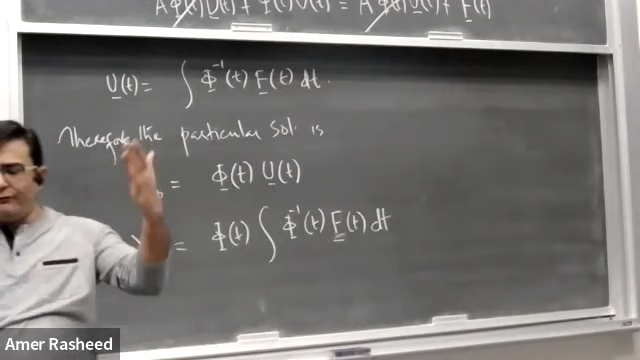 A Φ(t) U(t) + Φ(t) U'(t) = A Φ(t) U(t) + F(t)
U(t) = ∫ Φ⁻¹(t) F(t) dt.
Therefore the particular Sol. is
p = Φ(t) U(t)
= Φ(t) ∫ Φ⁻¹(t) F(t) dt
Amer Rasheed